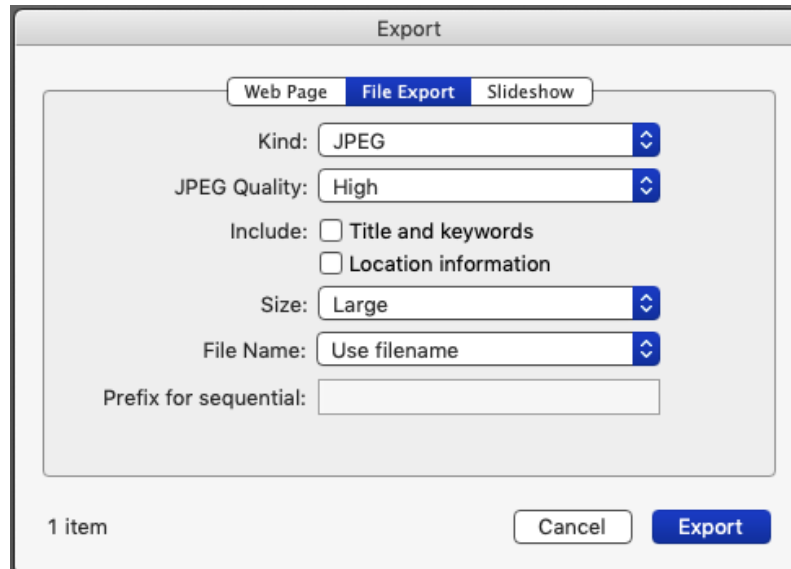 Export
Web Page File Export Slideshow
Kind: JPEG
JPEG Quality: High
Include: Title and keywords
Location information
Size: Large
File Name: Use filename
Prefix for sequential:
1 item Cancel Export